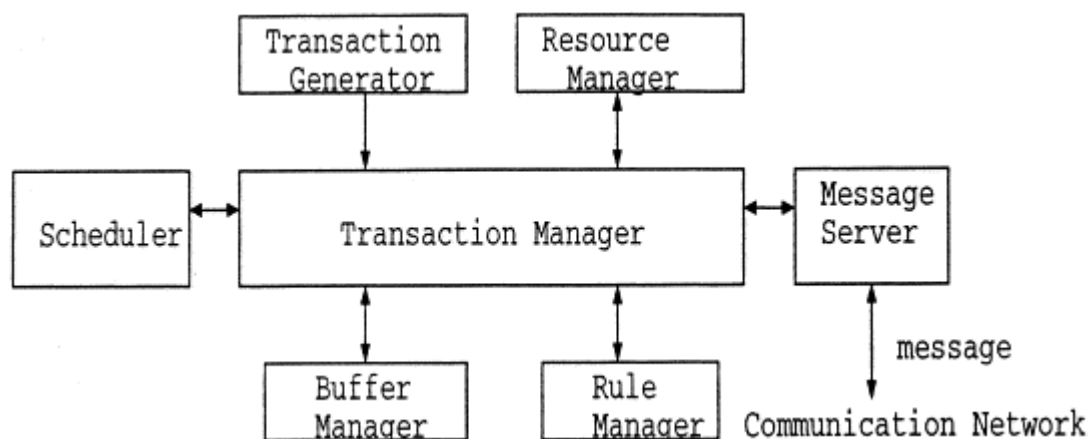 Transaction
Generator
Resource
Manager
Scheduler
Transaction Manager
Message
Server
message
Buffer
Manager
Rule
Manager
Communication Network